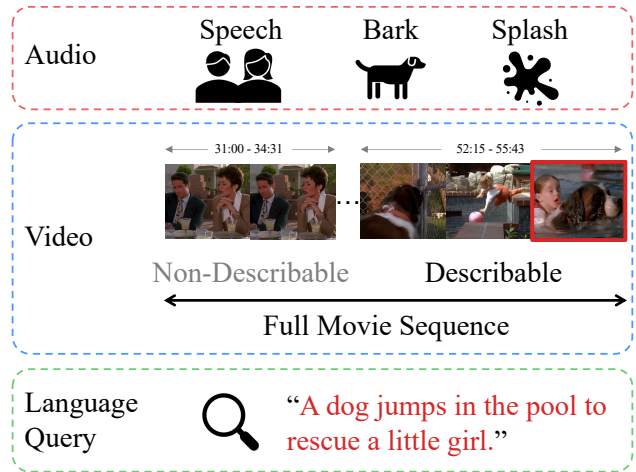 Audio
Speech
Bark
Splash
Video
31:00 - 34:31
52:15 - 55:43
...
Non-Describable
Describable
Full Movie Sequence
Language
Query
“A dog jumps in the pool to
rescue a little girl.”